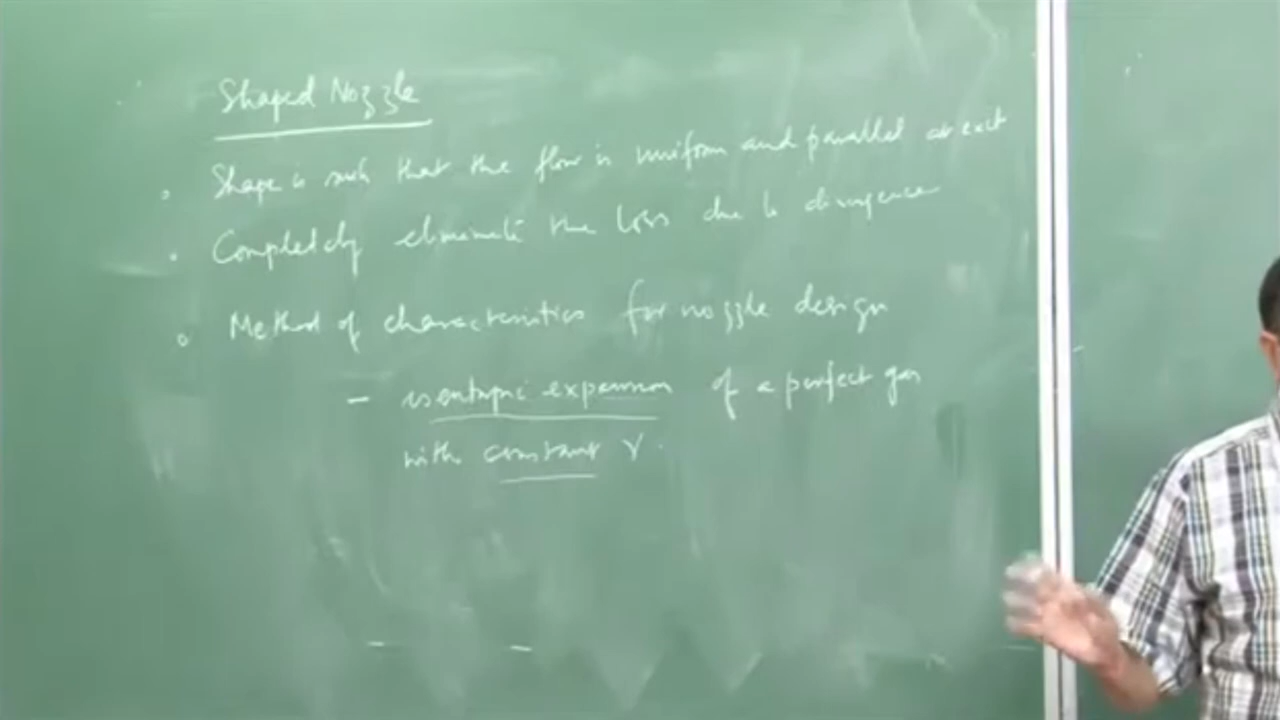 Shaped Nozzle
Shape is such that the flow is uniform and parallel at exit
Completely eliminate the loss due to divergence
Method of characteristics for nozzle design
- isentropic expansion of a perfect gas
with constant γ.